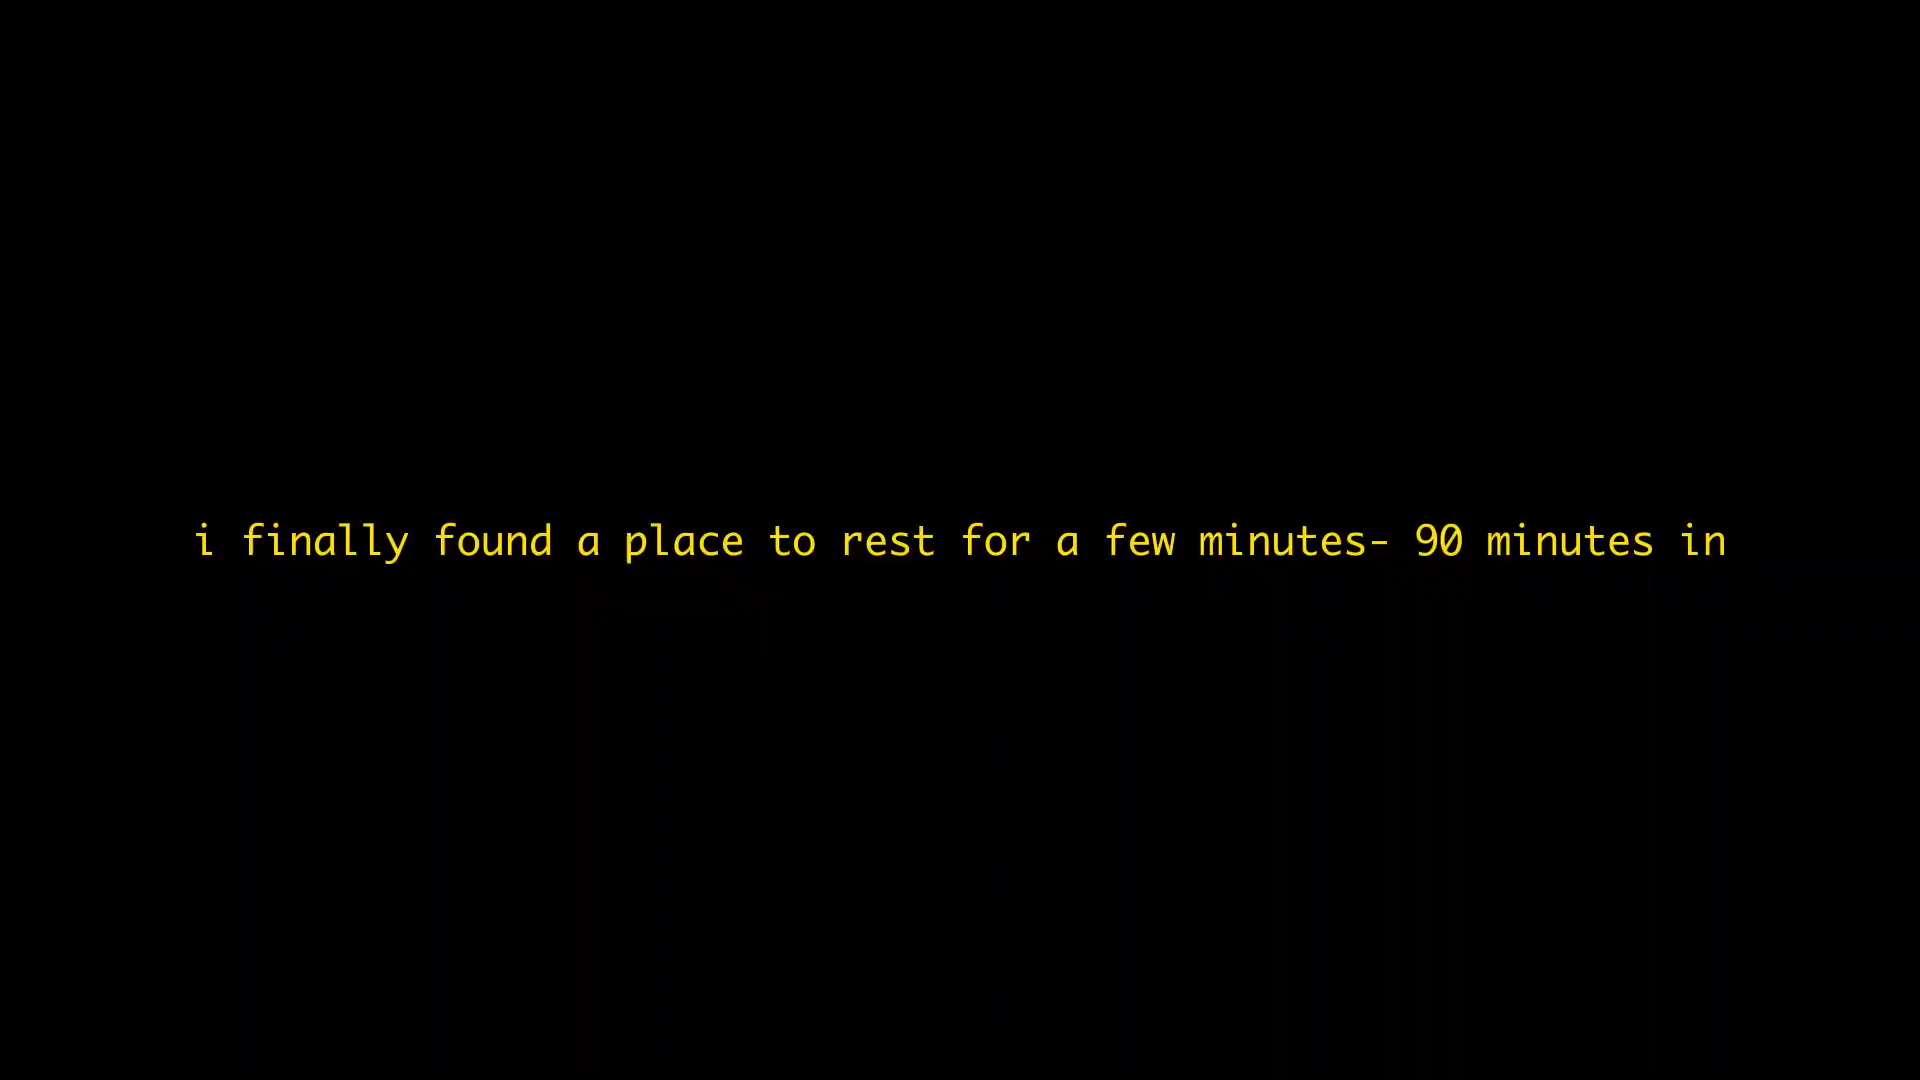 i finally found a place to rest for a few minutes- 90 minutes in